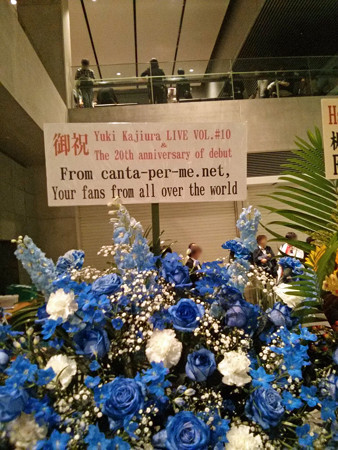 御祝
Yuki Kajiura LIVE VOL.#10
&
The 20th anniversary of debut
From canta-per-me.net,
Your fans from all over the world